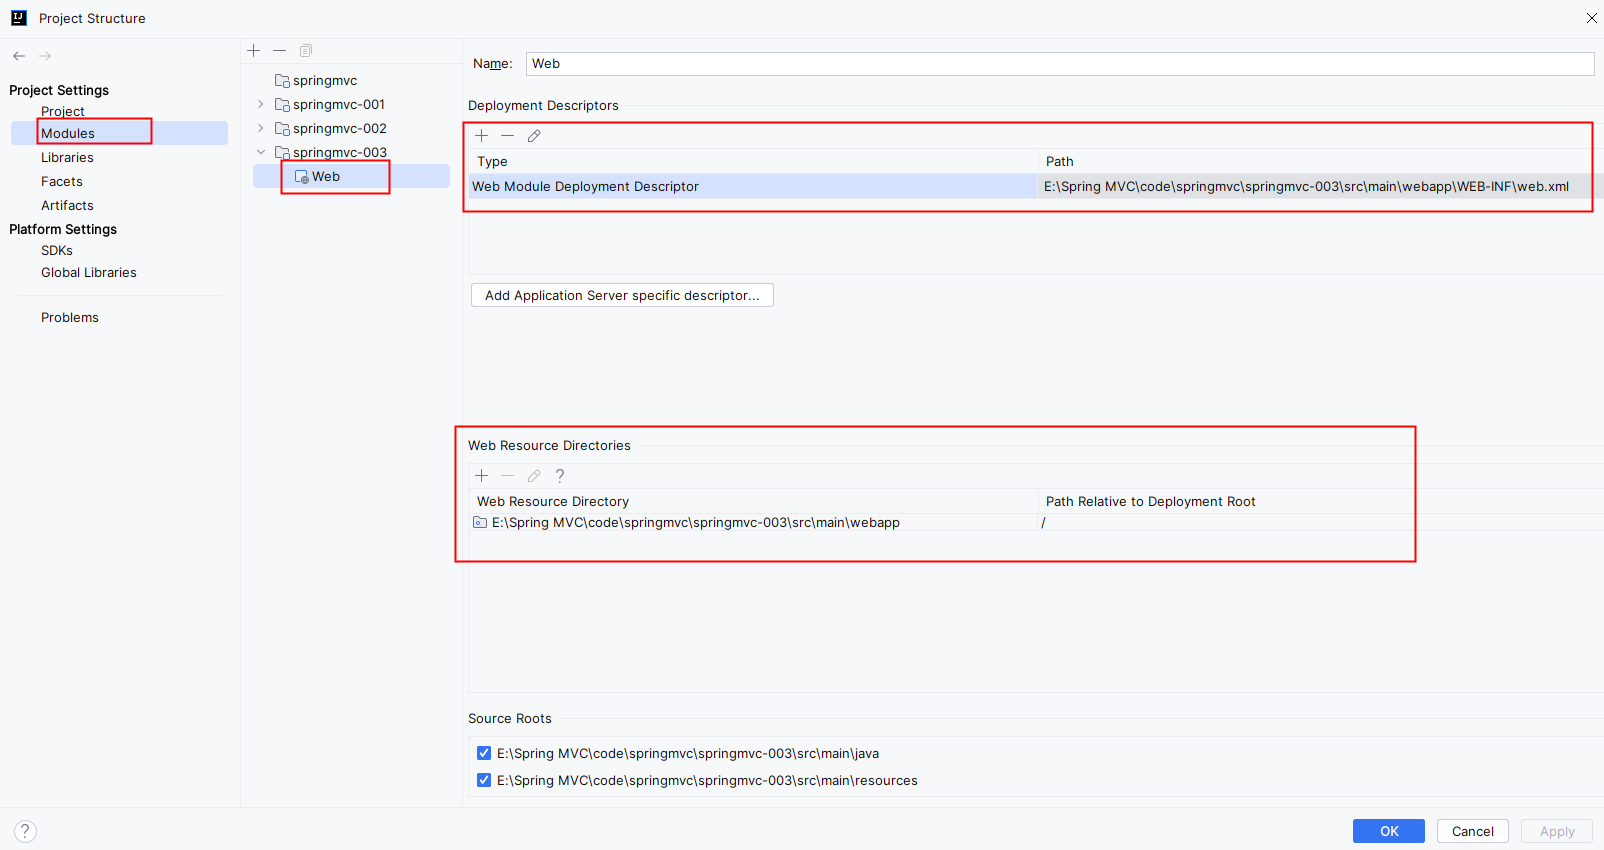 Project Structure
Project Settings
Project
Modules
Libraries
Facets
Artifacts
Platform Settings
SDKs
Global Libraries
Problems
springmvc
springmvc-001
springmvc-002
springmvc-003
Web
Name: Web
Deployment Descriptors
Type Path
Web Module Deployment Descriptor E:\Spring MVC\code\springmvc\springmvc-003\src\main\webapp\WEB-INF\web.xml
Add Application Server specific descriptor...
Web Resource Directories
?
Web Resource Directory Path Relative to Deployment Root
E:\Spring MVC\code\springmvc\springmvc-003\src\main\webapp /
Source Roots
E:\Spring MVC\code\springmvc\springmvc-003\src\main\java
E:\Spring MVC\code\springmvc\springmvc-003\src\main\resources
? OK Cancel Apply